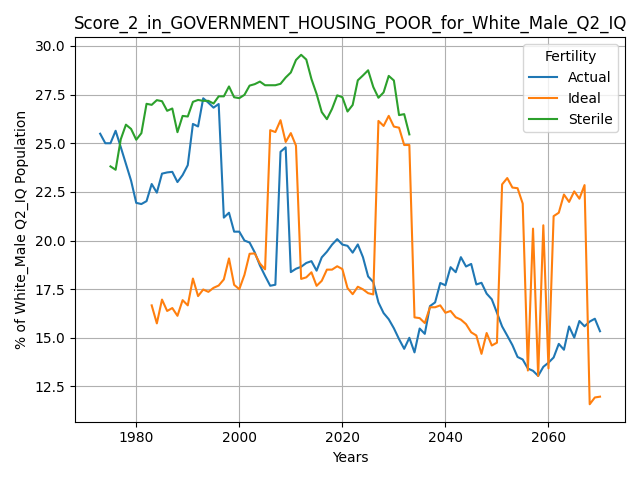 Score_2_in_GOVERNMENT_HOUSING_POOR_for_White_Male_Q2_IQ
% of White_Male Q2_IQ Population
30.0
27.5
25.0
22.5
20.0
17.5
15.0
12.5
Fertility
Actual
Ideal
Sterile
1980
2000
2020
2040
2060
Years